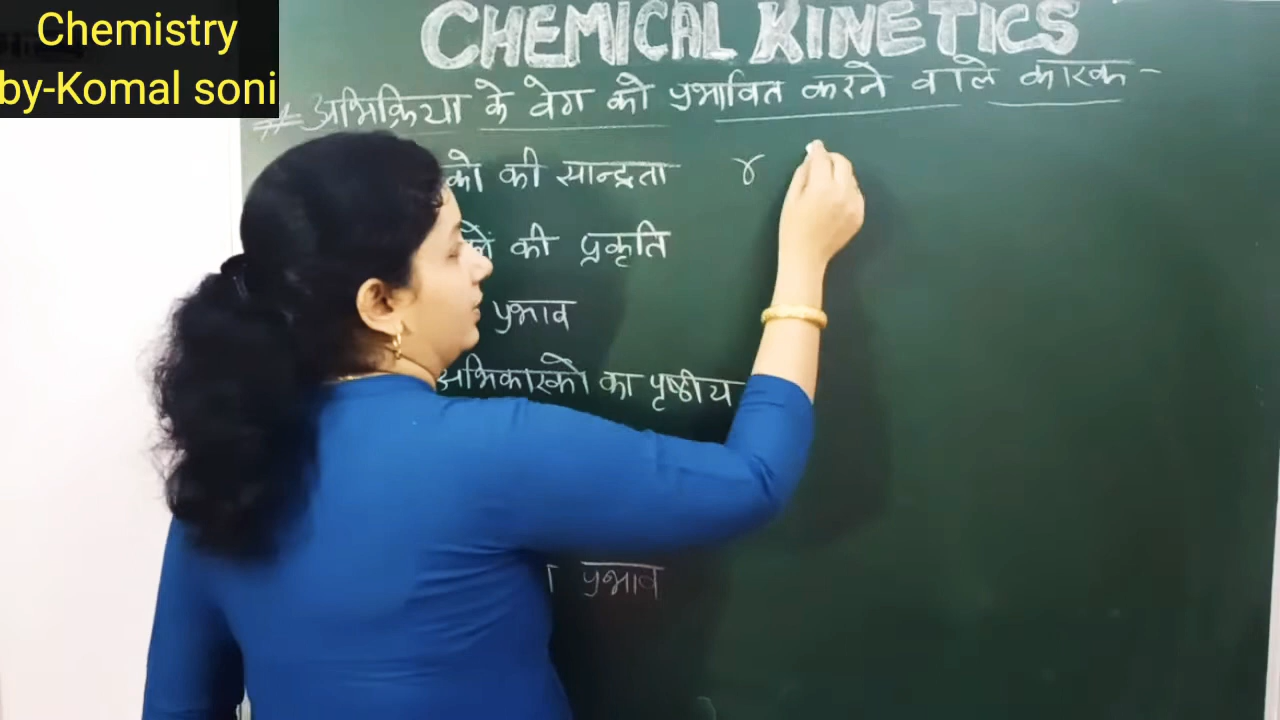 Chemistry
by-Komal soni
CHEMICAL KINETICS
अभिक्रिया के वेग को प्रभावित करने वाले कारक -
की सान्द्रता r
की प्रकृति
प्रभाव
अभिकारको का पृष्ठीय
प्रभाव